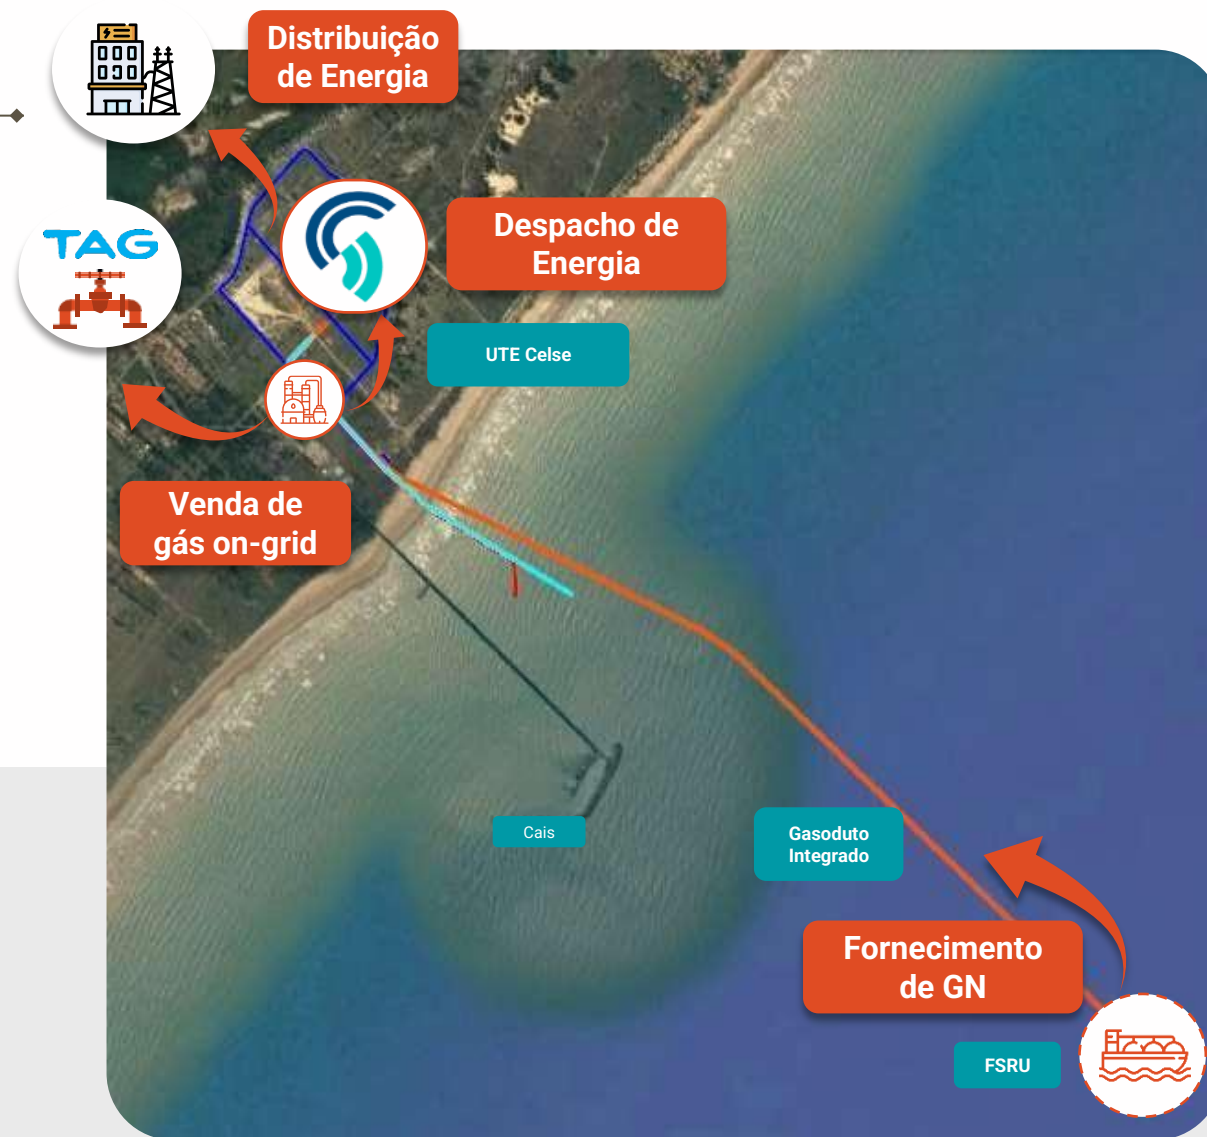 Distribuição
de Energia
TAG
Despacho de
Energia
UTE Celse
Venda de
gás on-grid
Cais
Gasoduto
Integrado
Fornecimento
de GN
FSRU